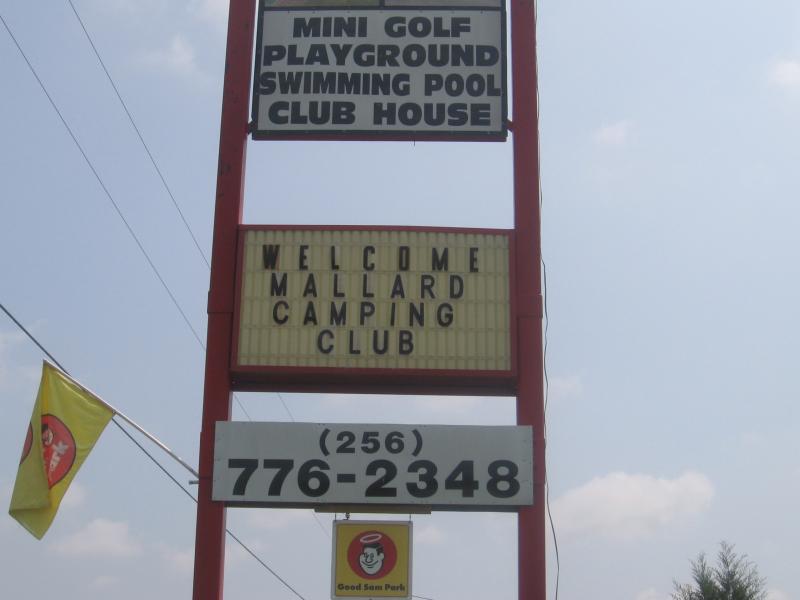 MINI GOLF
PLAYGROUND
SWIMMING POOL
CLUB HOUSE
WELCOME
MALLARD
CAMPING
CLUB
(256)
776-2348
Good Sam Park